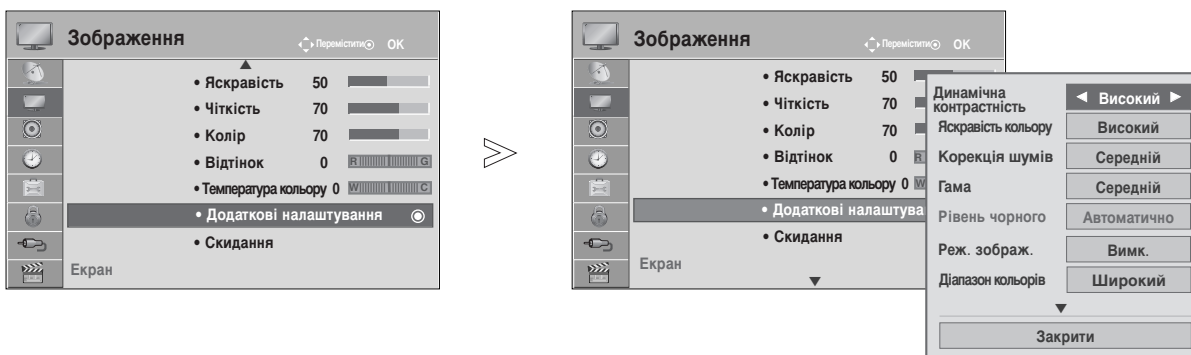 Зображення
Перемістити
OK
• Яскравість 50
• Чіткість 70
• Колір 70
• Відтінок 0 R G
• Температура кольору 0 W C
• Додаткові налаштування
• Скидання
Екран
Зображення
Перемістити
OK
• Яскравість 50
• Чіткість 70
• Колір 70
• Відтінок 0 R
• Температура кольору 0 W
• Додаткові налаштува
• Скидання
Екран
Динамічна контрастність
Високий
Яскравість кольору
Високий
Корекція шумів
Середній
Гама
Середній
Рівень чорного
Автоматично
Реж. зображ.
Вимк.
Діапазон кольорів
Широкий
Закрити